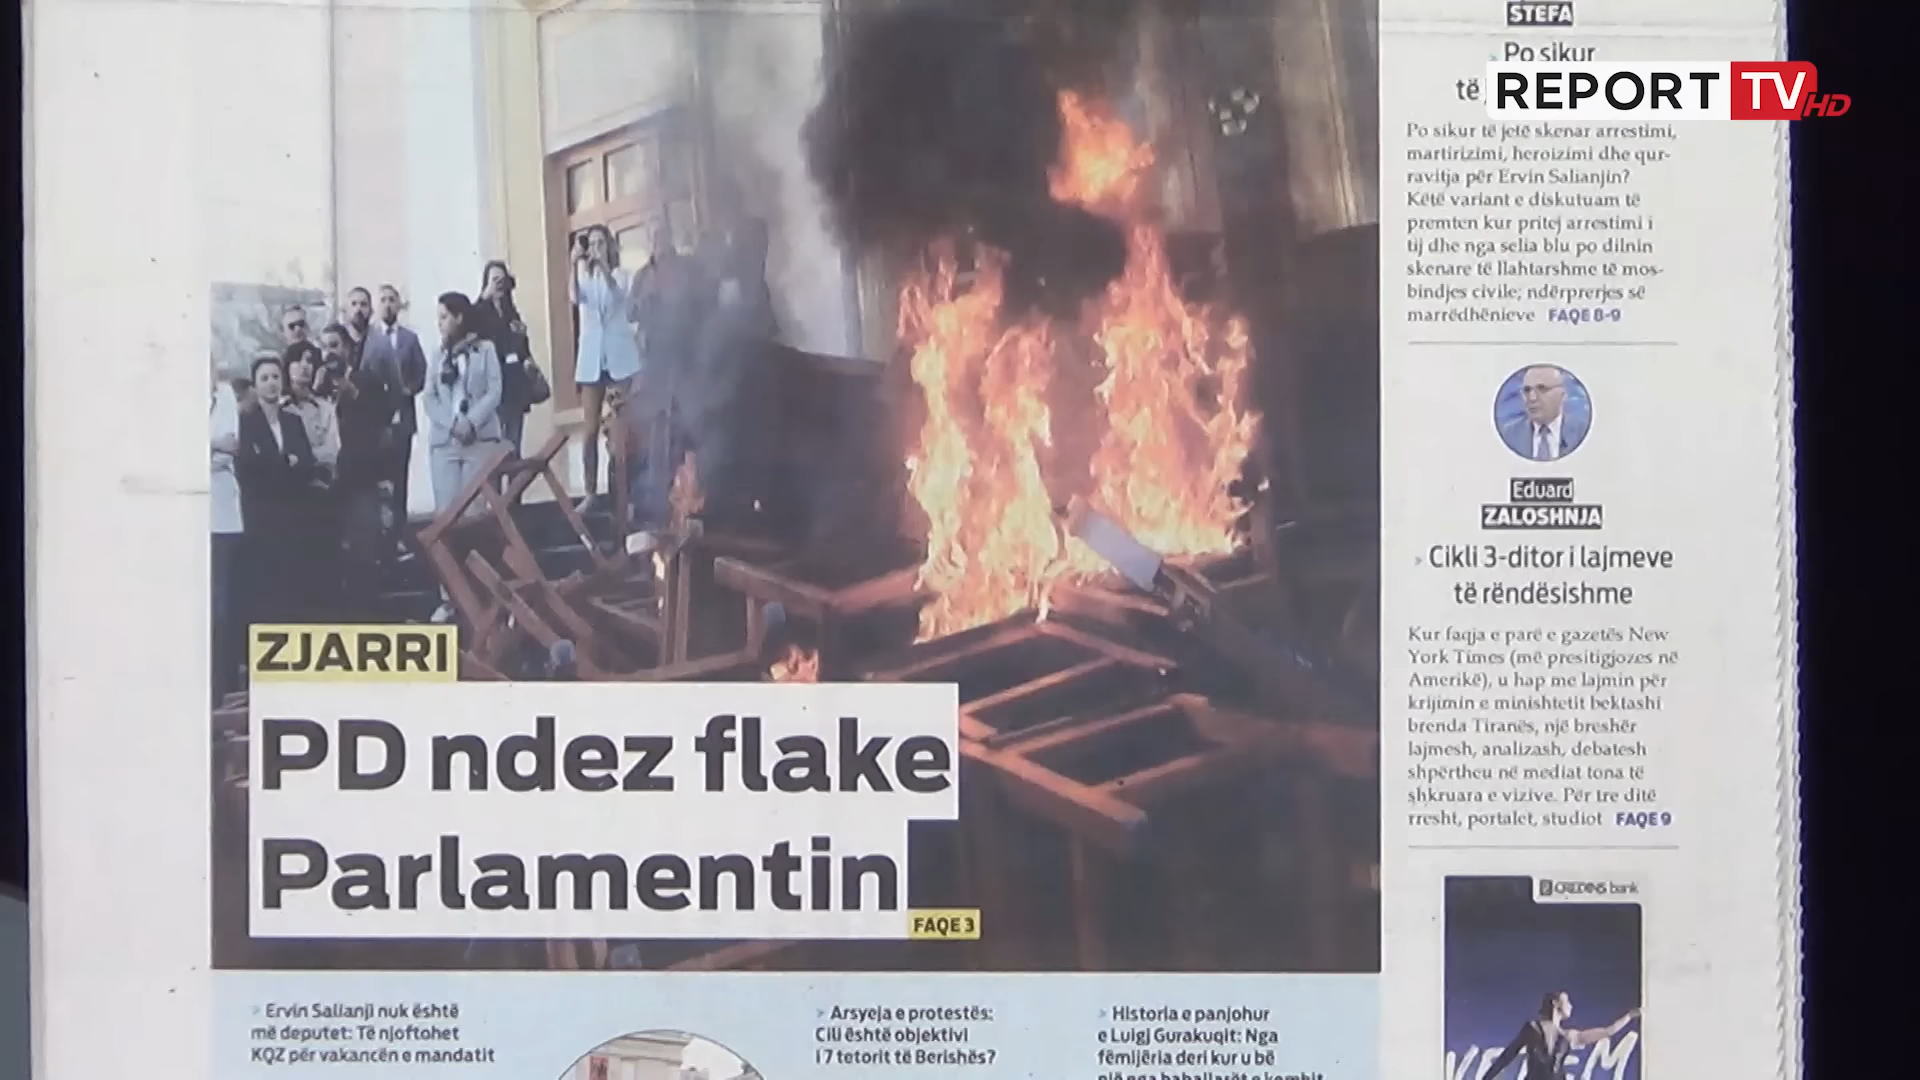 REPORT TV HD
ZJARRI
PD ndez flake
Parlamentin
FAQE 3
STEFA
» Po sikur
të
Po sikur të jetë skenar arrestimi,
martirizimi, heroizimi dhe qur-
ravitja për Ervin Salianjin?
Këtë variant e diskutuam të
premten kur pritej arrestimi i
tij dhe nga selia blu po dilnin
skenare të llahtarshme të mos-
bindjes civile; ndërprerjes së
marrëdhënieve FAQE 8-9
Eduard
ZALOSHNJA
» Cikli 3-ditor i lajmeve
të rëndësishme
Kur faqja e parë e gazetës New
York Times (më presitigjozes në
Amerikë), u hap me lajmin për
krijimin e minishtetit bektashi
brenda Tiranës, një breshër
lajmesh, analizash, debatesh
shpërtheu në mediat tona të
shkruara e vizive. Për tre ditë
rresht, portalet, studiot FAQE 9
CREDINS bank
» Ervin Salianji nuk është
më deputet: Të njoftohet
KQZ për vakancën e mandatit
» Arsyeja e protestës:
Cili është objektivi
i 7 tetorit të Berishës?
» Historia e panjohur
e Luigj Gurakuqit: Nga
fëmijëria deri kur u bë
një nga baballarët e kombit